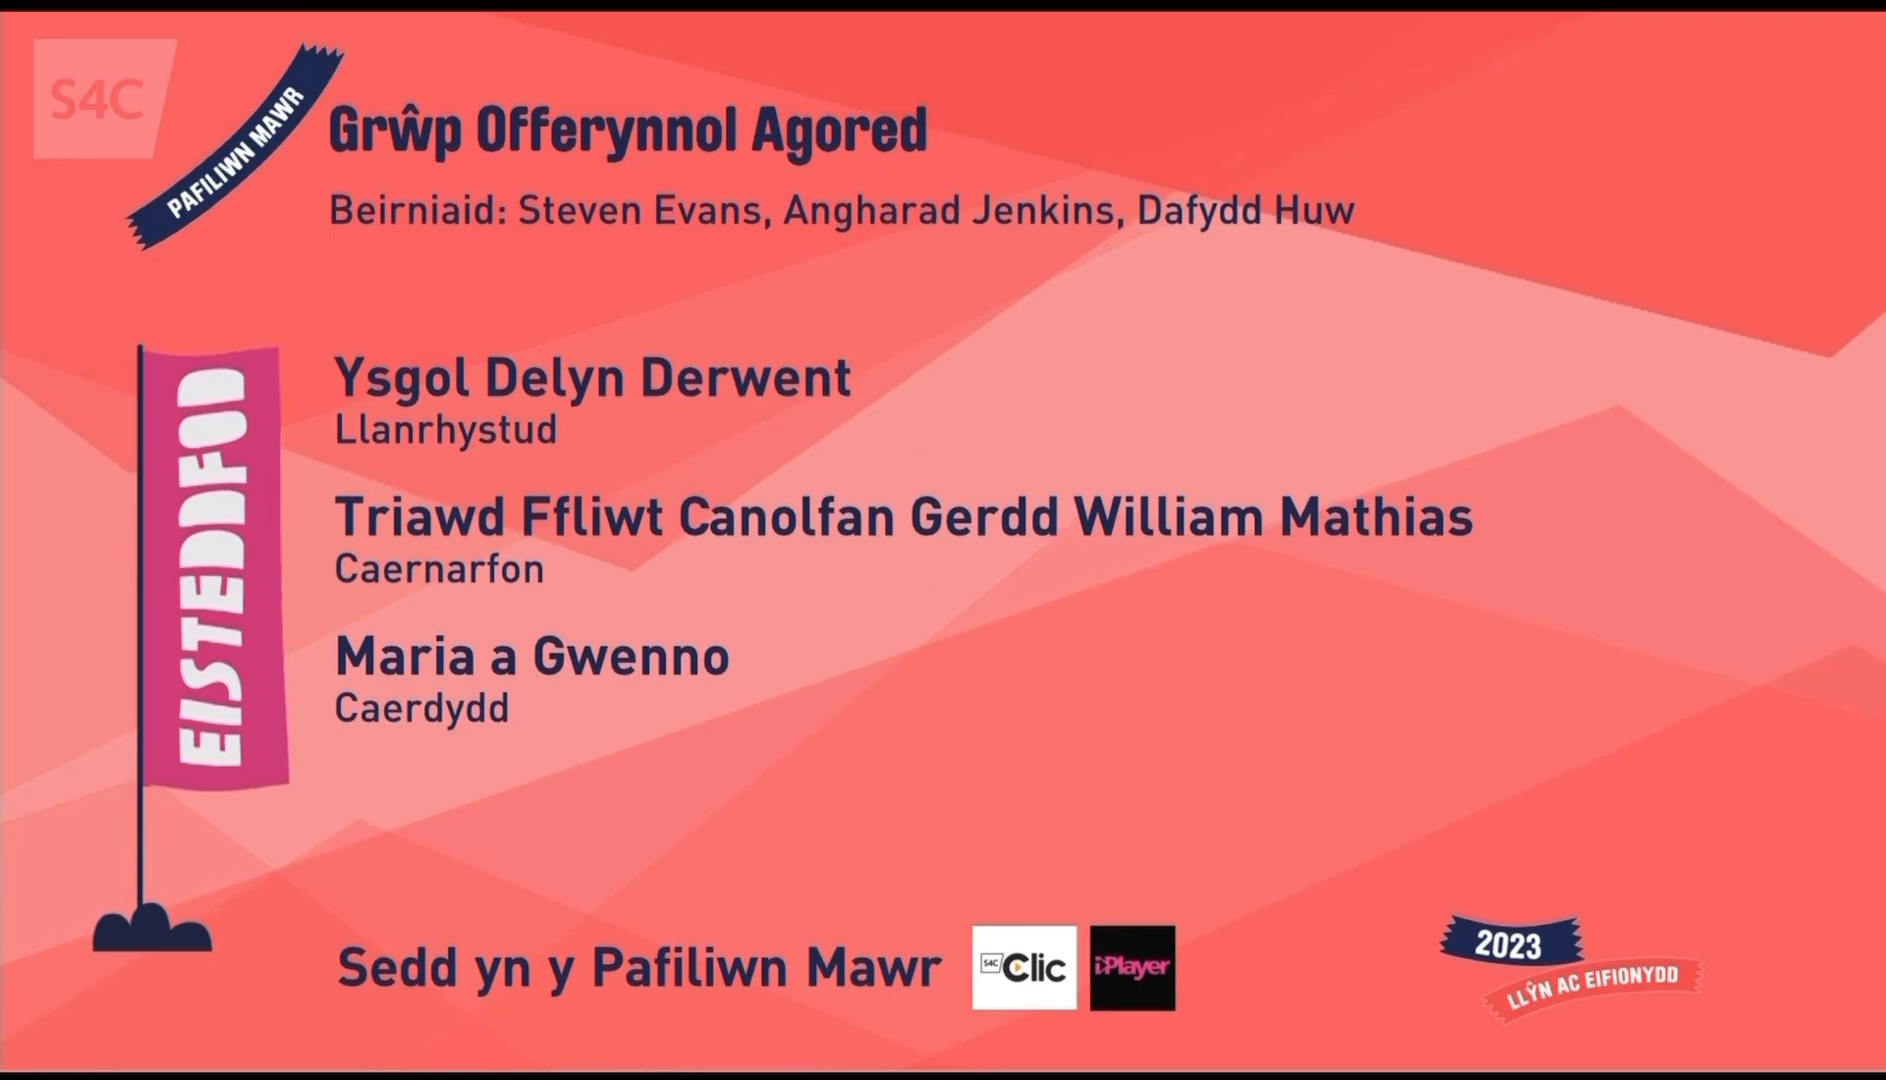 S4C
PAFILIWN MAWR
Grŵp Offerynnol Agored
Beirniaid: Steven Evans, Angharad Jenkins, Dafydd Huw
EISTEDDFOD
Ysgol Delyn Derwent
Llanrhystud
Triawd Ffliwt Canolfan Gerdd William Mathias
Caernarfon
Maria a Gwenno
Caerdydd
Sedd yn y Pafiliwn Mawr
S4C Clic
iPlayer
2023
LLŶN AC EIFIONYDD